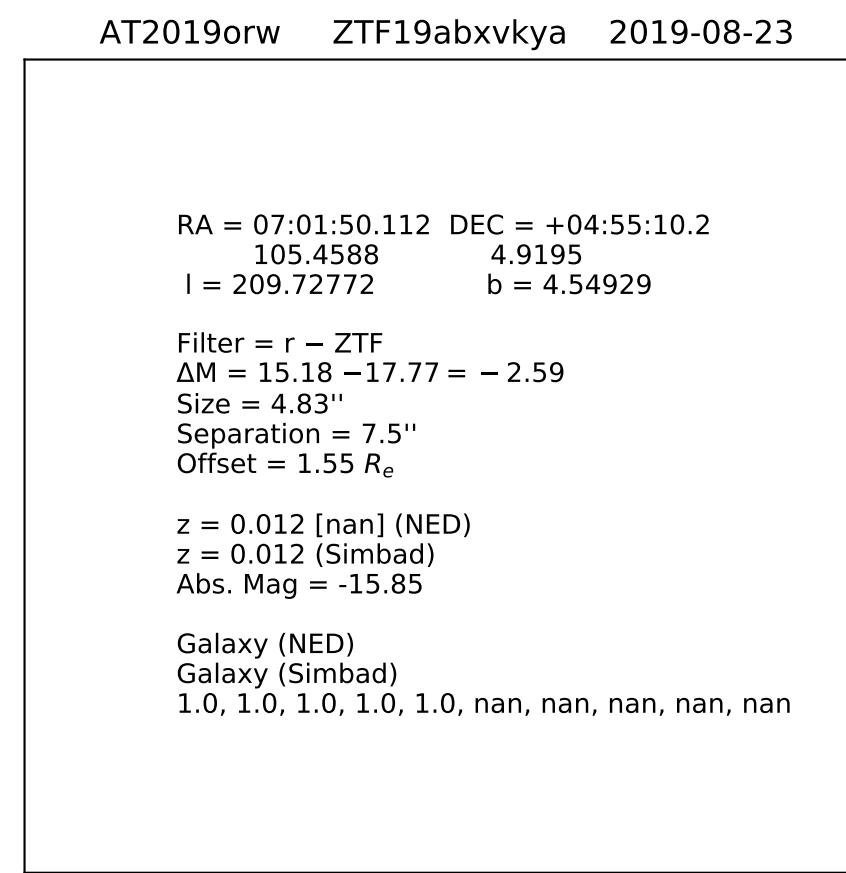 AT2019orw ZTF19abxvkya 2019-08-23
RA = 07:01:50.112 DEC = +04:55:10.2
105.4588 4.9195
l = 209.72772 b = 4.54929
Filter = r − ZTF
ΔM = 15.18 −17.77 = − 2.59
Size = 4.83''
Separation = 7.5''
Offset = 1.55 Rₑ
z = 0.012 [nan] (NED)
z = 0.012 (Simbad)
Abs. Mag = -15.85
Galaxy (NED)
Galaxy (Simbad)
1.0, 1.0, 1.0, 1.0, 1.0, nan, nan, nan, nan, nan